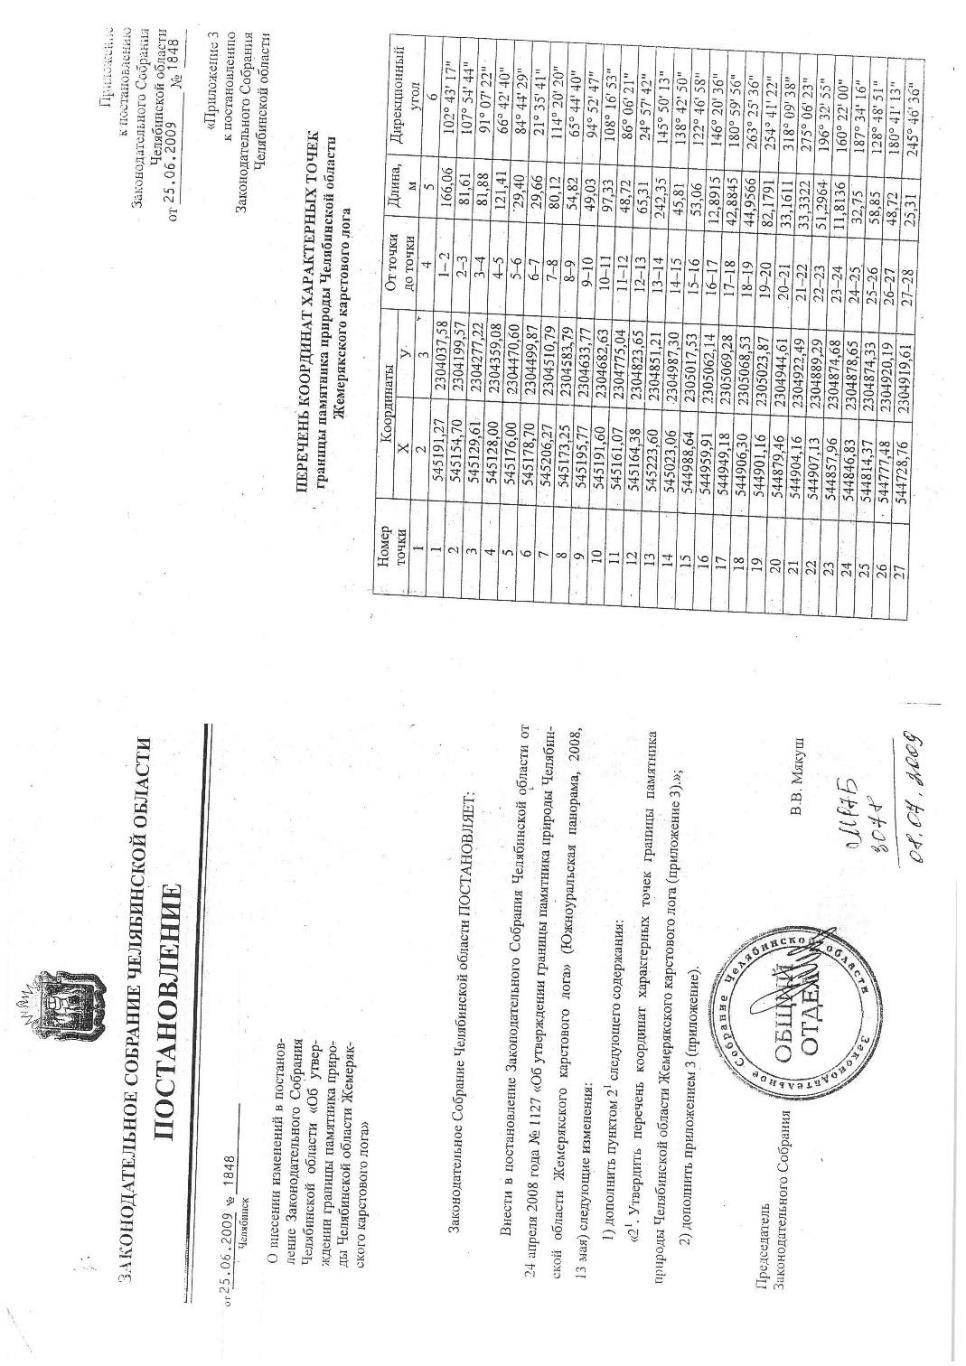 ЗАКОНОДАТЕЛЬНОЕ СОБРАНИЕ ЧЕЛЯБИНСКОЙ ОБЛАСТИ
ПОСТАНОВЛЕНИЕ
от 25.06.2009 № 1848
Челябинск
О внесении изменений в постанов-
ление Законодательного Собрания
Челябинской области «Об утвер-
ждении границы памятника приро-
ды Челябинской области Жемеряк-
ского карстового лога»
Законодательное Собрание Челябинской области ПОСТАНОВЛЯЕТ:
Внести в постановление Законодательного Собрания Челябинской области от
24 апреля 2008 года № 1127 «Об утверждении границы памятника природы Челябин-
ской области Жемерякского карстового лога» (Южноуральская панорама, 2008,
13 мая) следующие изменения:
1) дополнить пунктом 2¹ следующего содержания:
«2¹. Утвердить перечень координат характерных точек границы памятника
природы Челябинской области Жемерякского карстового лога (приложение 3).»;
2) дополнить приложением 3 (приложение).
Председатель
Законодательного Собрания
В.В. Мякуш
Законодательное Собрание Челябинской области
ОБЩИЙ
ОТДЕЛ
3044
08.07.2009
Приложение
к постановлению
Законодательного Собрания
Челябинской области
от 25.06.2009 № 1848
«Приложение 3
к постановлению
Законодательного Собрания
Челябинской области
ПЕРЕЧЕНЬ КООРДИНАТ ХАРАКТЕРНЫХ ТОЧЕК
границы памятника природы Челябинской области
Жемерякского карстового лога
Номер точки Координаты От точки до точки Длина, м Дирекционный угол
X У
1 2 3 4 5 6
1 545191,27 2304037,58 1–2 166,06 102° 43' 17"
2 545154,70 2304199,57 2–3 81,61 107° 54' 44"
3 545129,61 2304277,22 3–4 81,88 91° 07' 22"
4 545128,00 2304359,08 4–5 121,41 66° 42' 40"
5 545176,00 2304470,60 5–6 29,40 84° 44' 29"
6 545178,70 2304499,87 6–7 29,66 21° 35' 41"
7 545206,27 2304510,79 7–8 80,12 114° 20' 20"
8 545173,25 2304583,79 8–9 54,82 65° 44' 40"
9 545195,77 2304633,77 9–10 49,03 94° 52' 47"
10 545191,60 2304682,63 10–11 97,33 108° 16' 53"
11 545161,07 2304775,04 11–12 48,72 86° 06' 21"
12 545164,38 2304823,65 12–13 65,31 24° 57' 42"
13 545223,60 2304851,21 13–14 242,35 145° 50' 13"
14 545023,06 2304987,30 14–15 45,81 138° 42' 50"
15 544988,64 2305017,53 15–16 53,06 122° 46' 58"
16 544959,91 2305062,14 16–17 12,8915 146° 20' 36"
17 544949,18 2305069,28 17–18 42,8845 180° 59' 56"
18 544906,30 2305068,53 18–19 44,9566 263° 25' 36"
19 544901,16 2305023,87 19–20 82,1791 254° 41' 22"
20 544879,46 2304944,61 20–21 33,1611 318° 09' 38"
21 544904,16 2304922,49 21–22 33,3322 275° 06' 23"
22 544907,13 2304889,29 22–23 51,2964 196° 32' 55"
23 544857,96 2304874,68 23–24 11,8136 160° 22' 00"
24 544846,83 2304878,65 24–25 32,75 187° 34' 16"
25 544814,37 2304874,33 25–26 58,85 128° 48' 51"
26 544777,48 2304920,19 26–27 48,72 180° 41' 13"
27 544728,76 2304919,61 27–28 25,31 245° 46' 36"